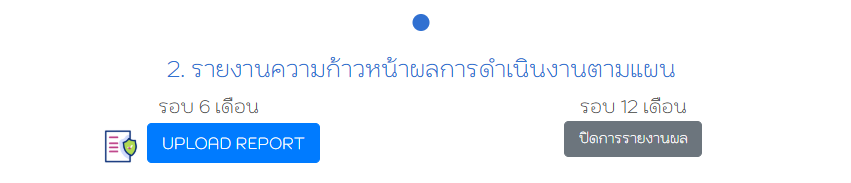 2. รายงานความก้าวหน้าผลการดำเนินงานตามแผน
รอบ 6 เดือน
รอบ 12 เดือน
UPLOAD REPORT
ปิดการรายงานผล